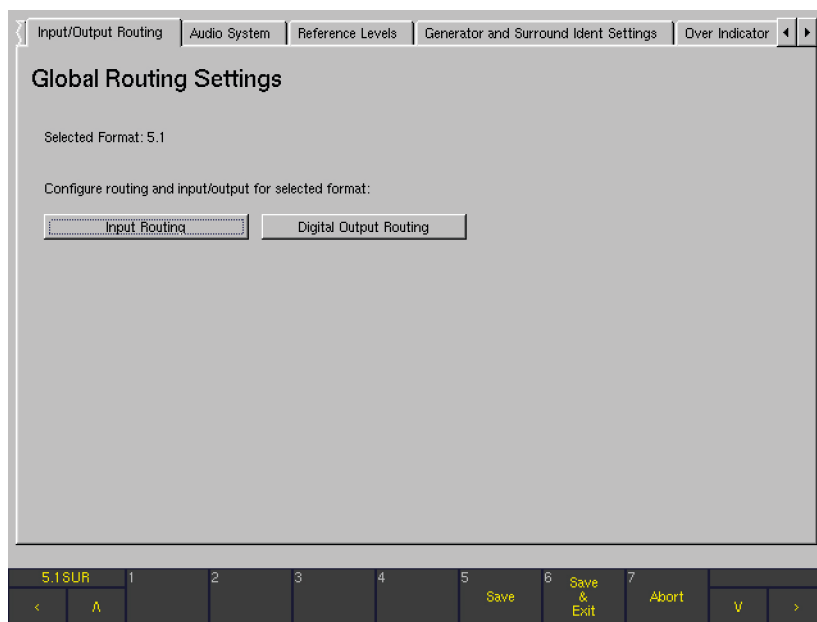 Input/Output Routing Audio System Reference Levels Generator and Surround Ident Settings Over Indicator
Global Routing Settings
Selected Format: 5.1
Configure routing and input/output for selected format:
Input Routing Digital Output Routing
5.1SUR 1 2 3 4 5 Save 6 Save & Exit 7 Abort
< Λ V >